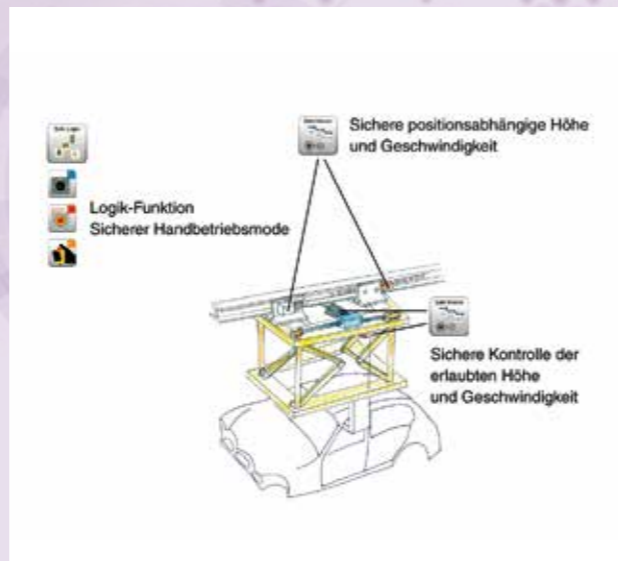 Logik-Funktion
Sicherer Handbetriebsmode
Sichere positionsabhängige Höhe
und Geschwindigkeit
Sichere Kontrolle der
erlaubten Höhe
und Geschwindigkeit